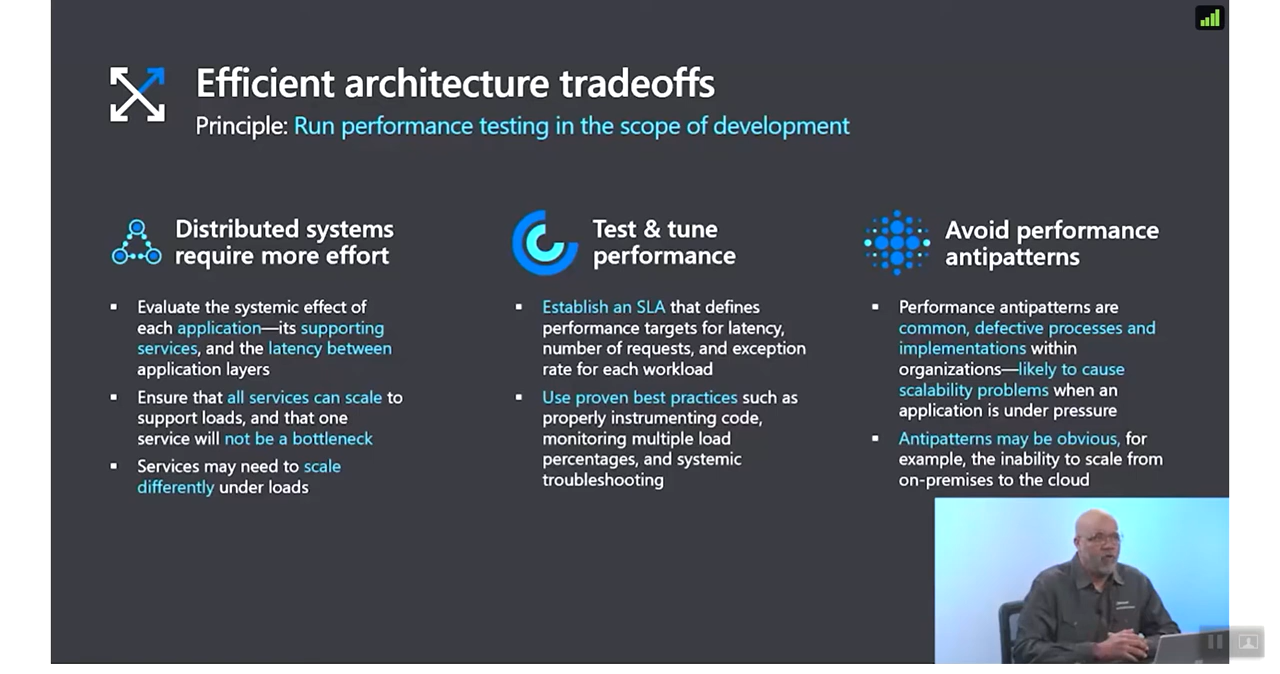 Efficient architecture tradeoffs
Principle: Run performance testing in the scope of development
Distributed systems
require more effort
▪ Evaluate the systemic effect of
each application—its supporting
services, and the latency between
application layers
▪ Ensure that all services can scale to
support loads, and that one
service will not be a bottleneck
▪ Services may need to scale
differently under loads
Test & tune
performance
▪ Establish an SLA that defines
performance targets for latency,
number of requests, and exception
rate for each workload
▪ Use proven best practices such as
properly instrumenting code,
monitoring multiple load
percentages, and systemic
troubleshooting
Avoid performance
antipatterns
▪ Performance antipatterns are
common, defective processes and
implementations within
organizations—likely to cause
scalability problems when an
application is under pressure
▪ Antipatterns may be obvious, for
example, the inability to scale from
on-premises to the cloud